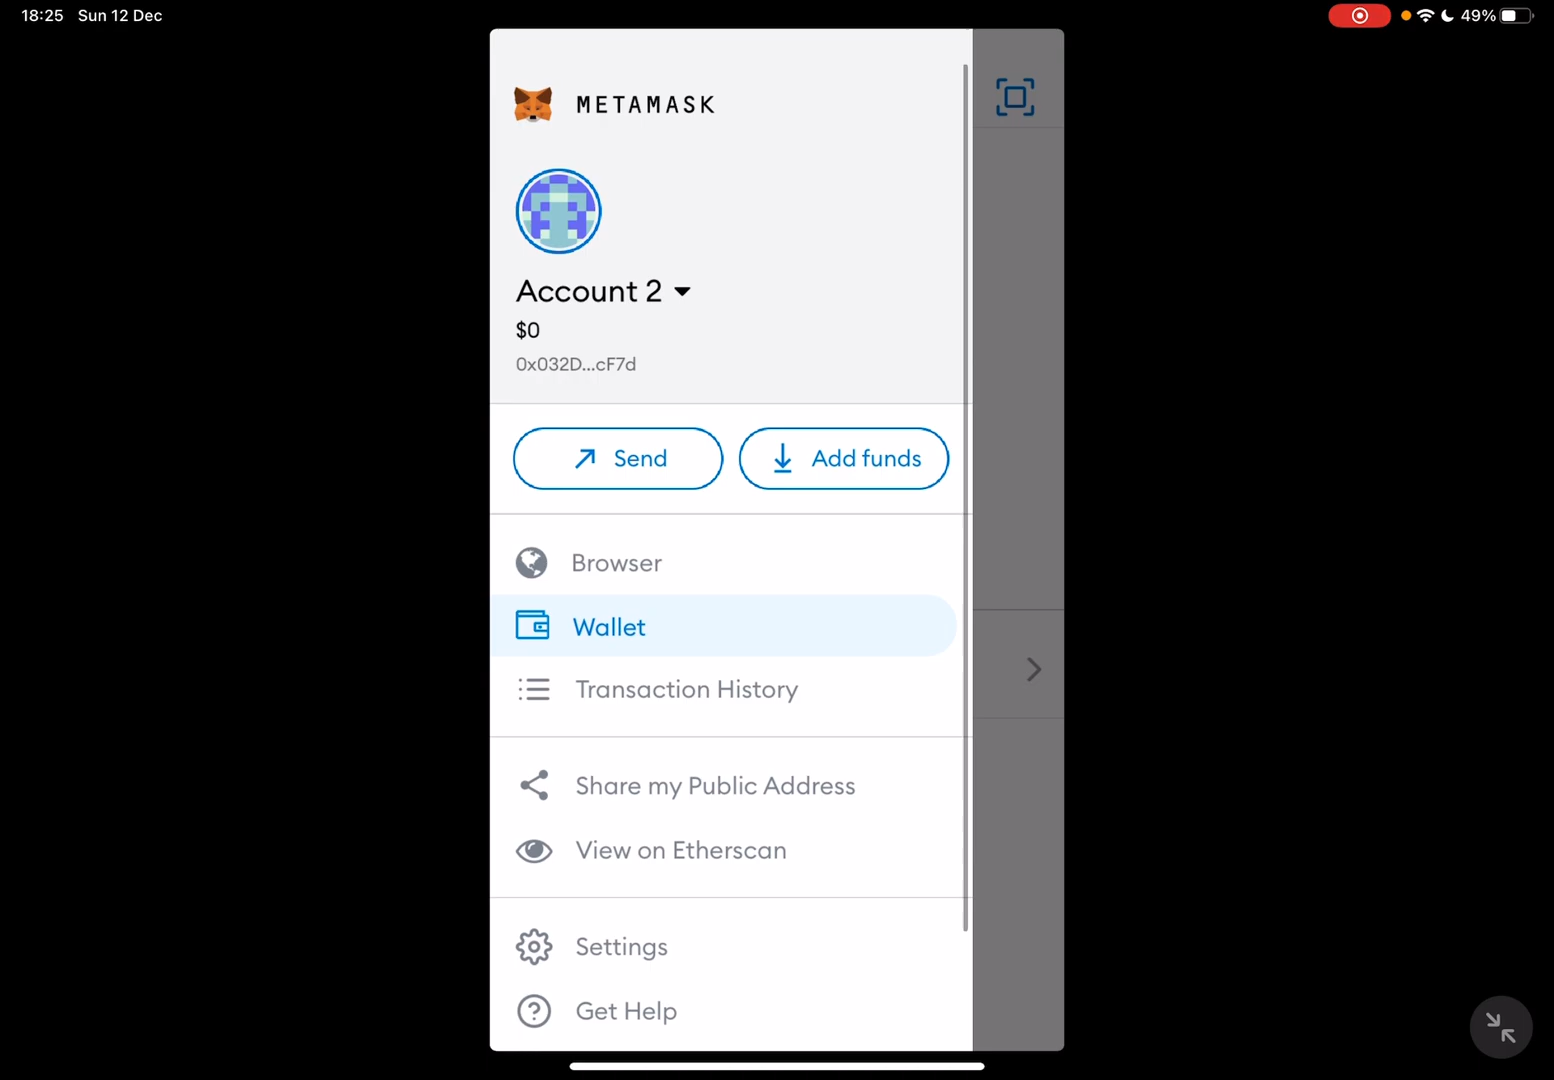 18:25 Sun 12 Dec
49%
METAMASK
Account 2
$0
0x032D...cF7d
Send
Add funds
Browser
Wallet
Transaction History
Share my Public Address
View on Etherscan
Settings
Get Help